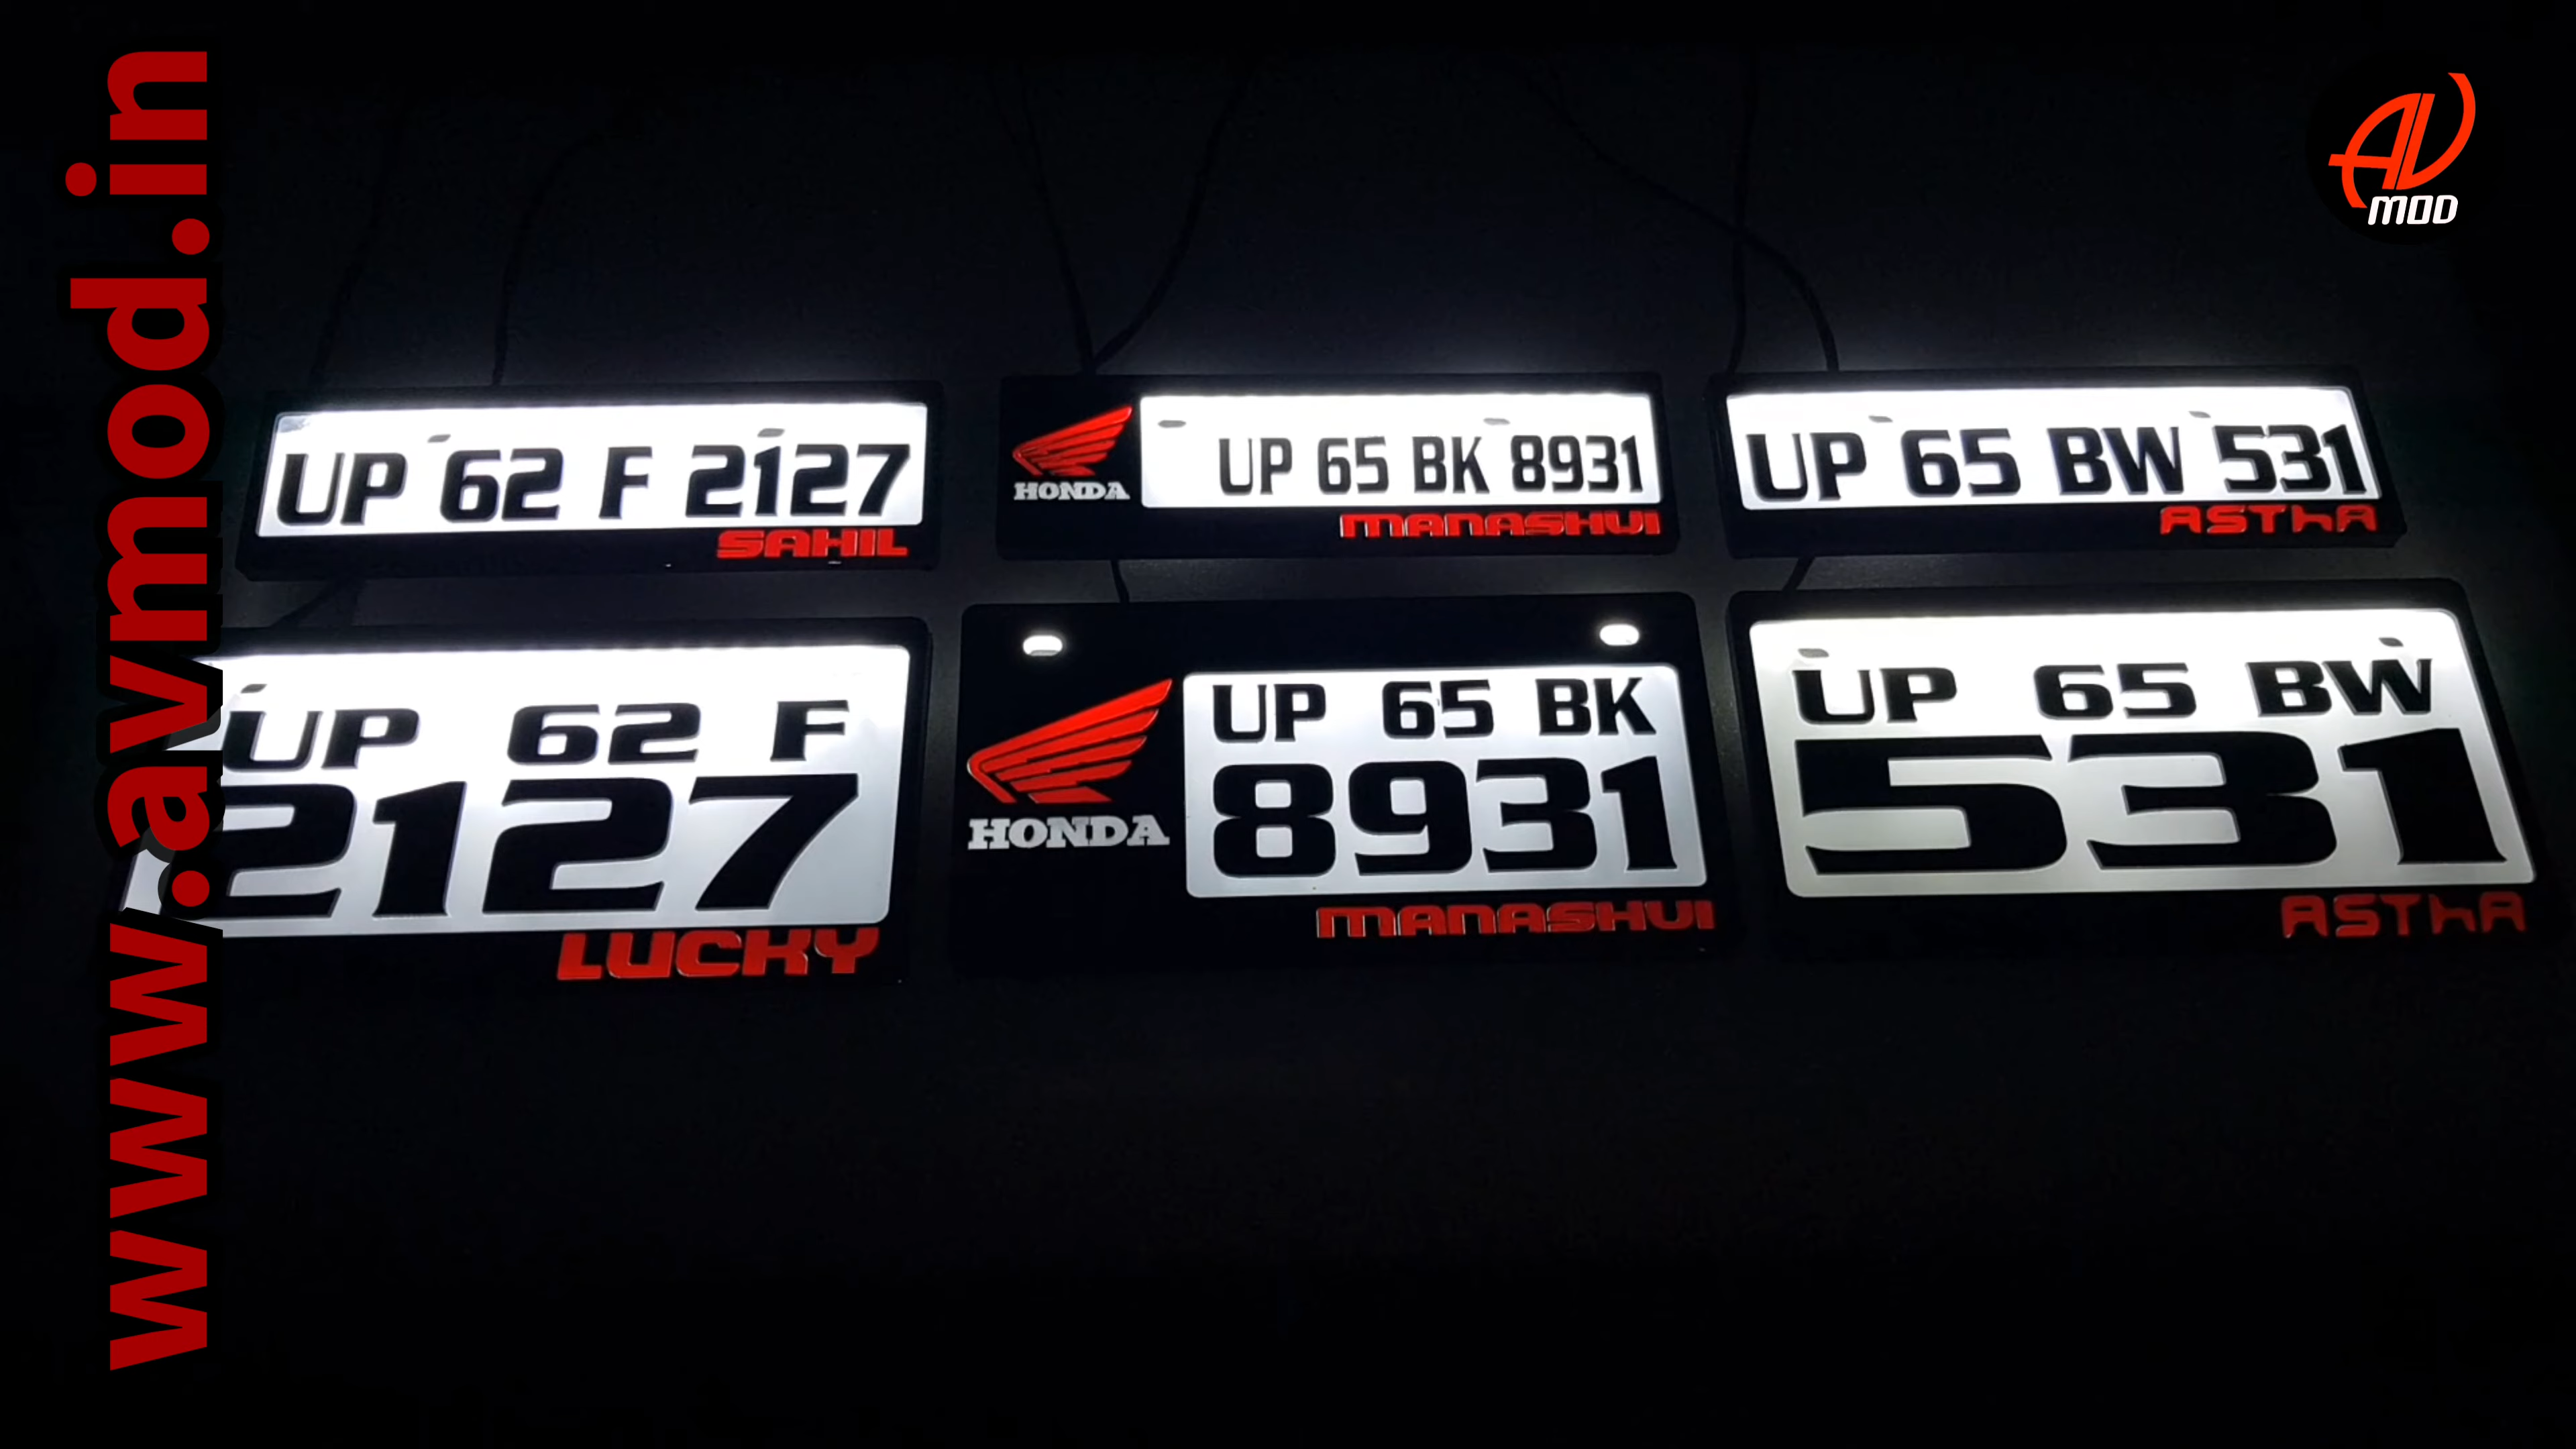 www.avmod.in
AV
MOD
UP 62 F 2127
SAHIL
HONDA
UP 65 BK 8931
MANASHVI
UP 65 BW 531
ASThA
UP 62 F
2127
LUCKY
HONDA
UP 65 BK
8931
MANASHVI
UP 65 BW
531
ASThA